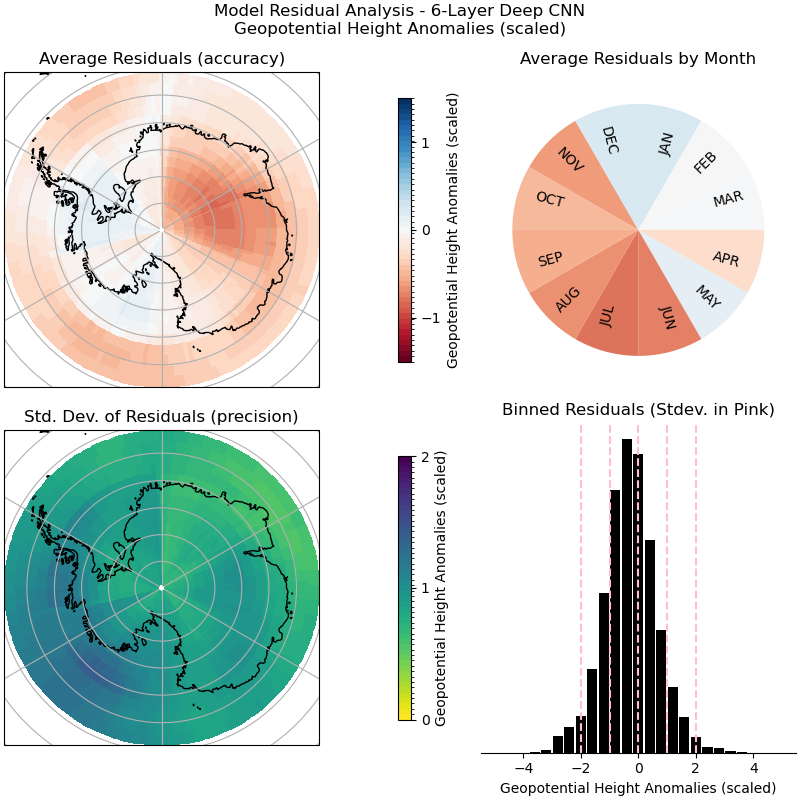 Model Residual Analysis - 6-Layer Deep CNN
Geopotential Height Anomalies (scaled)
Average Residuals (accuracy)
1
0
−1
Geopotential Height Anomalies (scaled)
Average Residuals by Month
DEC
JAN
NOV
FEB
OCT
MAR
SEP
APR
AUG
MAY
JUL
JUN
Std. Dev. of Residuals (precision)
2
1
0
Geopotential Height Anomalies (scaled)
Binned Residuals (Stdev. in Pink)
−4 −2 0 2 4
Geopotential Height Anomalies (scaled)